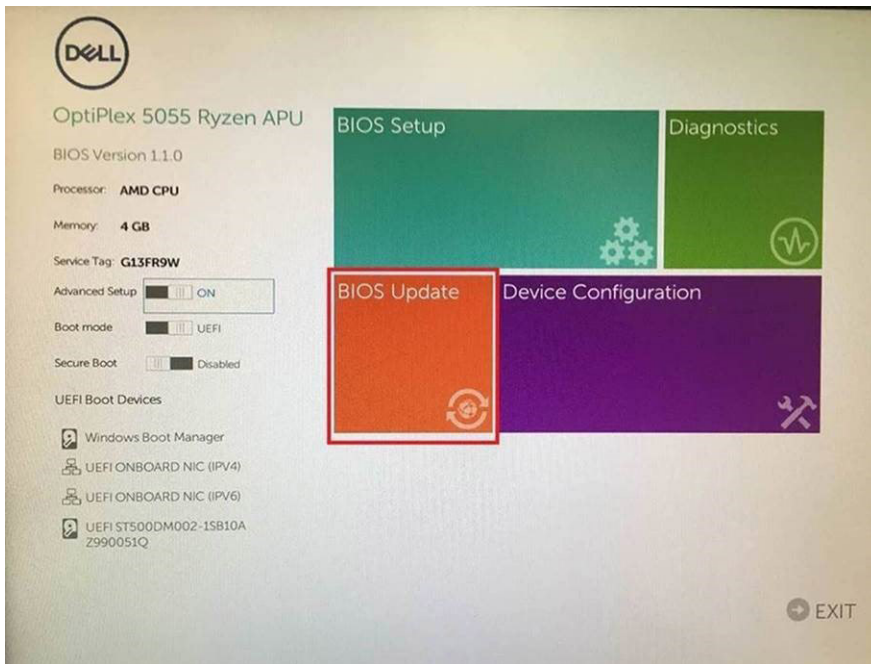 DELL
OptiPlex 5055 Ryzen APU
BIOS Version 1.1.0
Processor: AMD CPU
Memory: 4 GB
Service Tag: G13FR9W
Advanced Setup ON
Boot mode UEFI
Secure Boot Disabled
UEFI Boot Devices
Windows Boot Manager
UEFI ONBOARD NIC (IPV4)
UEFI ONBOARD NIC (IPV6)
UEFI ST500DM002-1SB10A
Z990051Q
BIOS Setup
Diagnostics
BIOS Update
Device Configuration
EXIT